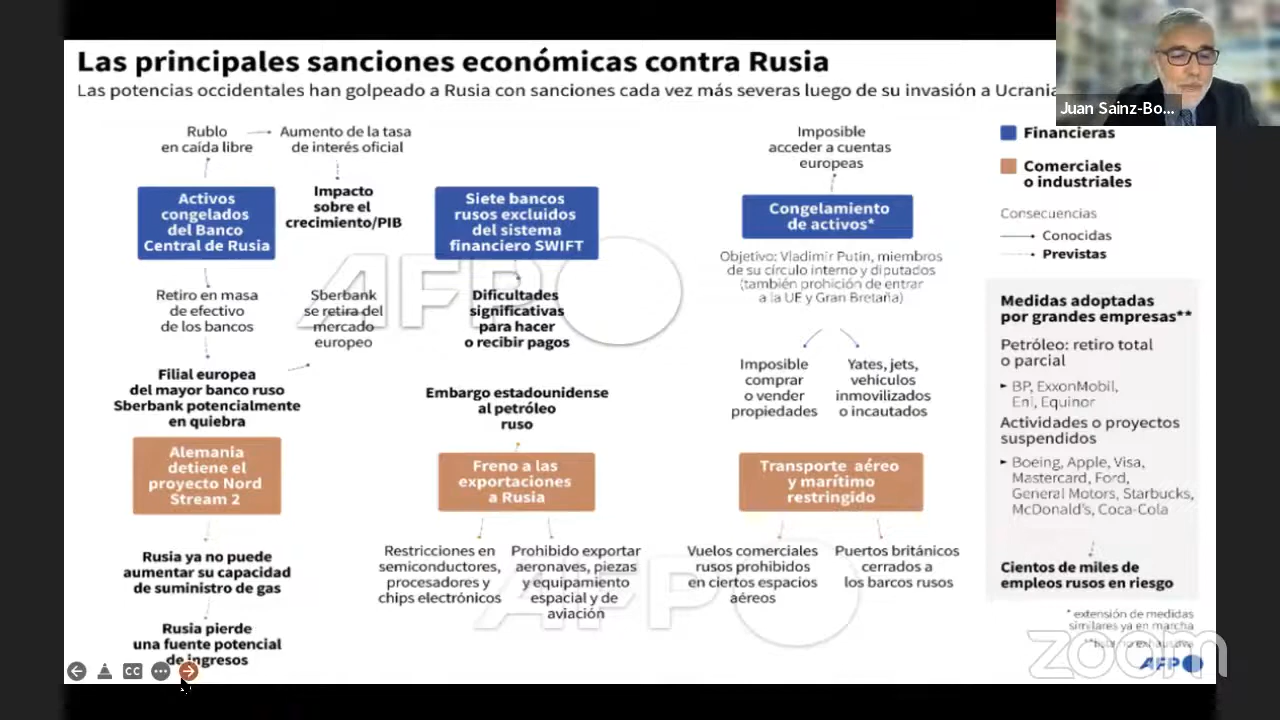 Las principales sanciones económicas contra Rusia
Las potencias occidentales han golpeado a Rusia con sanciones cada vez más severas luego de su invasión a Ucrania
Juan Sainz-Bo...
Rublo
en caída libre
Aumento de la tasa
de interés oficial
Impacto
sobre el
crecimiento/PIB
Activos
congelados
del Banco
Central de Rusia
Retiro en masa
de efectivo
de los bancos
Sberbank
se retira del
mercado
europeo
Filial europea
del mayor banco ruso
Sberbank potencialmente
en quiebra
Siete bancos
rusos excluidos
del sistema
financiero SWIFT
Dificultades
significativas
para hacer
o recibir pagos
Imposible
acceder a cuentas
europeas
Congelamiento
de activos*
Objetivo: Vladimir Putin, miembros
de su círculo interno y diputados
(también prohición de entrar
a la UE y Gran Bretaña)
Imposible
comprar
o vender
propiedades
Yates, jets,
vehículos
inmovilizados
o incautados
Alemania
detiene el
proyecto Nord
Stream 2
Rusia ya no puede
aumentar su capacidad
de suministro de gas
Rusia pierde
una fuente potencial
de ingresos
Embargo estadounidense
al petróleo
ruso
Freno a las
exportaciones
a Rusia
Restricciones en
semiconductores,
procesadores y
chips electrónicos
Prohibido exportar
aeronaves, piezas
y equipamiento
espacial y de
aviación
Transporte aéreo
y marítimo
restringido
Vuelos comerciales
rusos prohibidos
en ciertos espacios
aéreos
Puertos británicos
cerrados a
los barcos rusos
Financieras
Comerciales
o industriales
Consecuencias
Conocidas
Previstas
Medidas adoptadas
por grandes empresas**
Petróleo: retiro total
o parcial
BP, ExxonMobil,
Eni, Equinor
Actividades o proyectos
suspendidos
Boeing, Apple, Visa,
Mastercard, Ford,
General Motors, Starbucks,
McDonald's, Coca-Cola
Cientos de miles de
empleos rusos en riesgo
* extensión de medidas
similares ya en marcha
zoom
AFP
AFP
AFP
CC